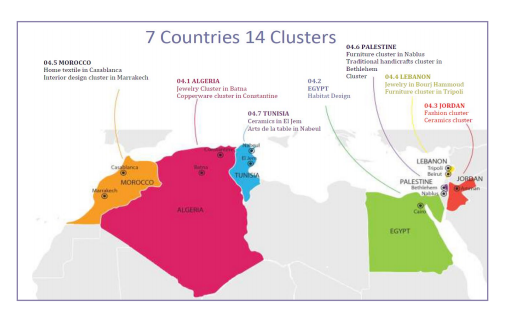 7 Countries 14 Clusters
04.6 PALESTINE
Furniture cluster in Nablus
Traditional handicrafts cluster in
Bethlehem
Cluster
04.5 MOROCCO
Home textile in Casablanca
Interior design cluster in Marrakech
04.1 ALGERIA
Jewelry Cluster in Batna
Copperware cluster in Constantine
04.2
EGYPT
Habitat Design
04.4 LEBANON
Jewelry in Bourj Hammoud
Furniture cluster in Tripoli
04.3 JORDAN
Fashion cluster
Ceramics cluster
04.7 TUNISIA
Ceramics in El Jem
Arts de la table in Nabeul
Nabeul
El Jem
TUNISIA
Casablanca
MOROCCO
Marrakech
Batna
ALGERIA
LEBANON
Tripoli
Beirut
PALESTINE
Bethlehem
Nablus
JORDAN
Amman
Cairo
EGYPT